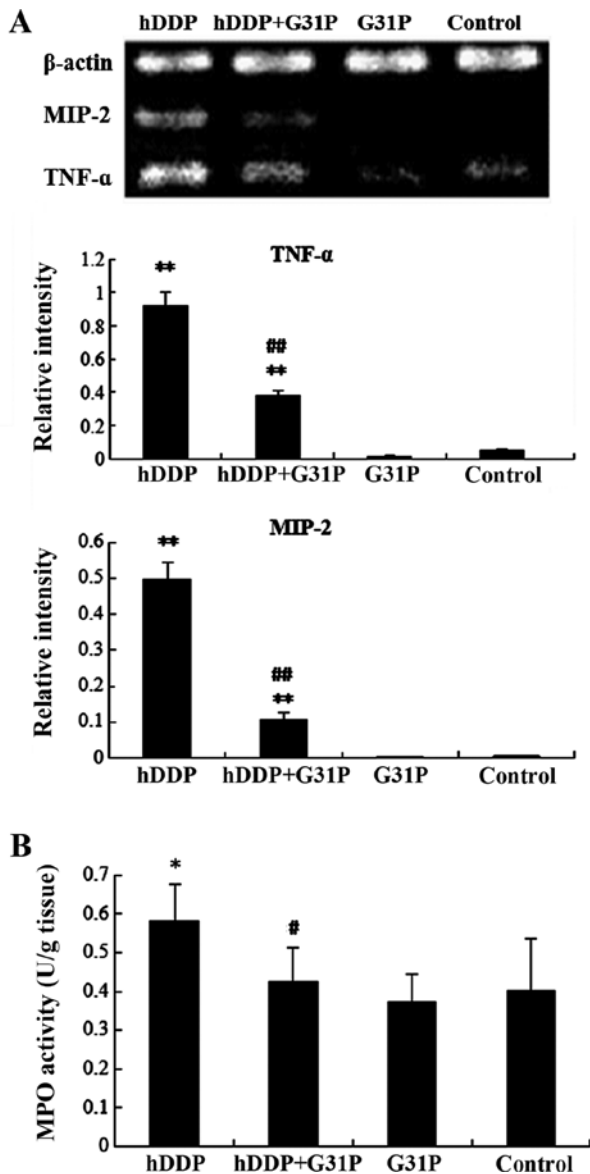 A
hDDP hDDP+G31P G31P Control
β-actin
MIP-2
TNF-α
TNF-α
Relative intensity
1.2
1
0.8
0.6
0.4
0.2
0
**
##
**
hDDP hDDP+G31P G31P Control
MIP-2
Relative intensity
0.6
0.5
0.4
0.3
0.2
0.1
0
**
##
**
hDDP hDDP+G31P G31P Control
B
MPO activity (U/g tissue)
0.7
0.6
0.5
0.4
0.3
0.2
0.1
0
*
#
hDDP hDDP+G31P G31P Control